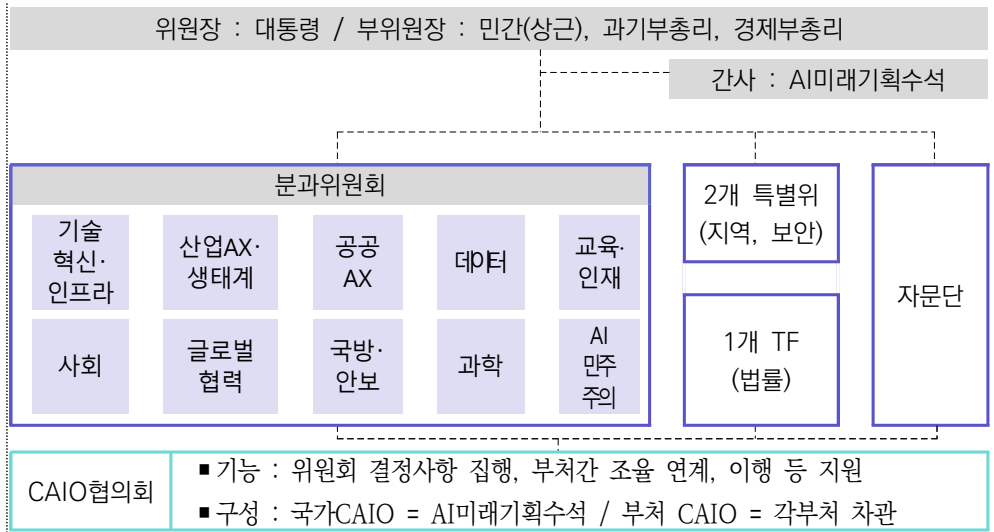 위원장 : 대통령 / 부위원장 : 민간(상근), 과기부총리, 경제부총리
간사 : AI미래기획수석
분과위원회
기술
혁신·
인프라
산업AX·
생태계
공공
AX
데이터
교육·
인재
사회
글로벌
협력
국방·
안보
과학
AI
민주
주의
2개 특별위
(지역, 보안)
1개 TF
(법률)
자문단
CAIO협의회
▪기능 : 위원회 결정사항 집행, 부처간 조율 연계, 이행 등 지원
▪구성 : 국가CAIO = AI미래기획수석 / 부처 CAIO = 각부처 차관